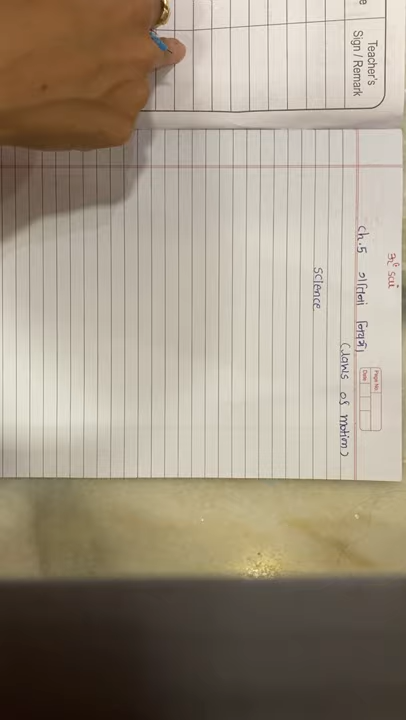 Teacher's
Sign / Remark
Page No:
Date
Ch.5 ગતિના નિયમો
(Laws of motion)
Science